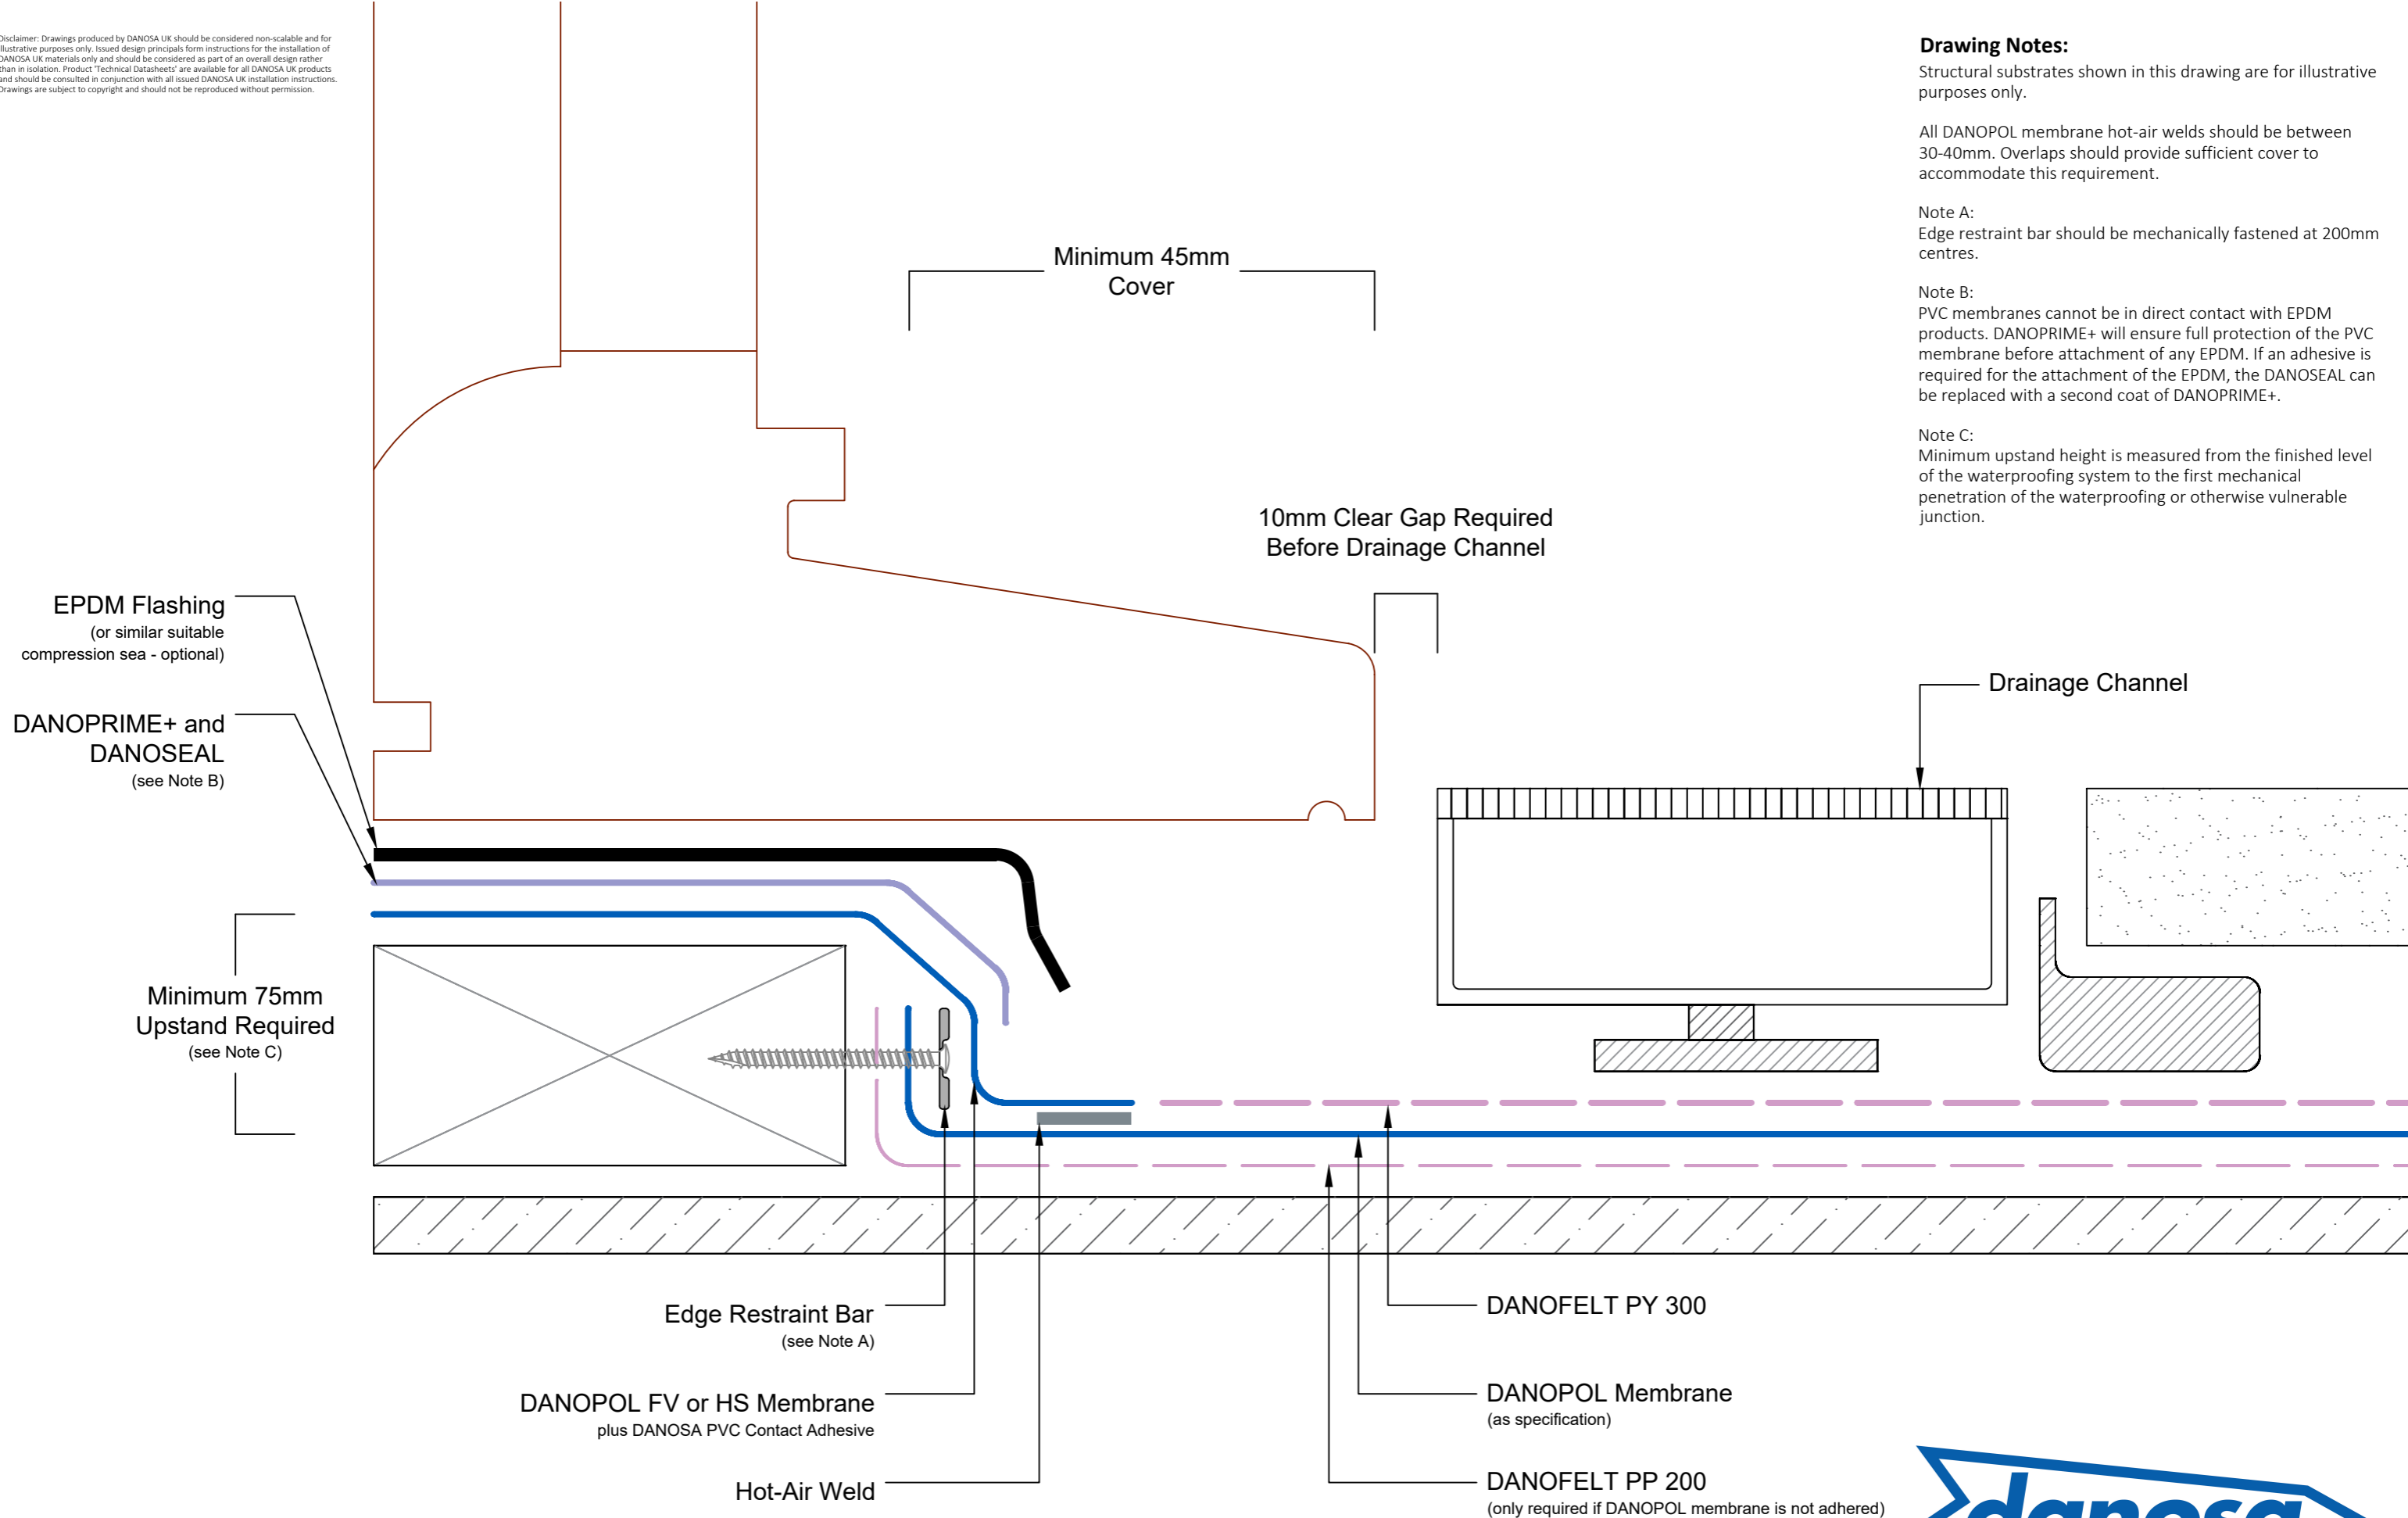 Disclaimer: Drawings produced by DANOSA UK should be considered non-scalable and for
illustrative purposes only. Issued design principals form instructions for the installation of
DANOSA UK materials only and should be considered as part of an overall design rather
than in isolation. Product 'Technical Datasheets' are available for all DANOSA UK products
and should be consulted in conjunction with all issued DANOSA UK installation instructions.
Drawings are subject to copyright and should not be reproduced without permission.
Drawing Notes:
Structural substrates shown in this drawing are for illustrative
purposes only.
All DANOPOL membrane hot-air welds should be between
30-40mm. Overlaps should provide sufficient cover to
accommodate this requirement.
Note A:
Edge restraint bar should be mechanically fastened at 200mm
centres.
Note B:
PVC membranes cannot be in direct contact with EPDM
products. DANOPRIME+ will ensure full protection of the PVC
membrane before attachment of any EPDM. If an adhesive is
required for the attachment of the EPDM, the DANOSEAL can
be replaced with a second coat of DANOPRIME+.
Note C:
Minimum upstand height is measured from the finished level
of the waterproofing system to the first mechanical
penetration of the waterproofing or otherwise vulnerable
junction.
Minimum 45mm
Cover
10mm Clear Gap Required
Before Drainage Channel
EPDM Flashing
(or similar suitable
compression sea - optional)
DANOPRIME+ and
DANOSEAL
(see Note B)
Drainage Channel
Minimum 75mm
Upstand Required
(see Note C)
Edge Restraint Bar
(see Note A)
DANOPOL FV or HS Membrane
plus DANOSA PVC Contact Adhesive
Hot-Air Weld
DANOFELT PY 300
DANOPOL Membrane
(as specification)
DANOFELT PP 200
(only required if DANOPOL membrane is not adhered)
danosa